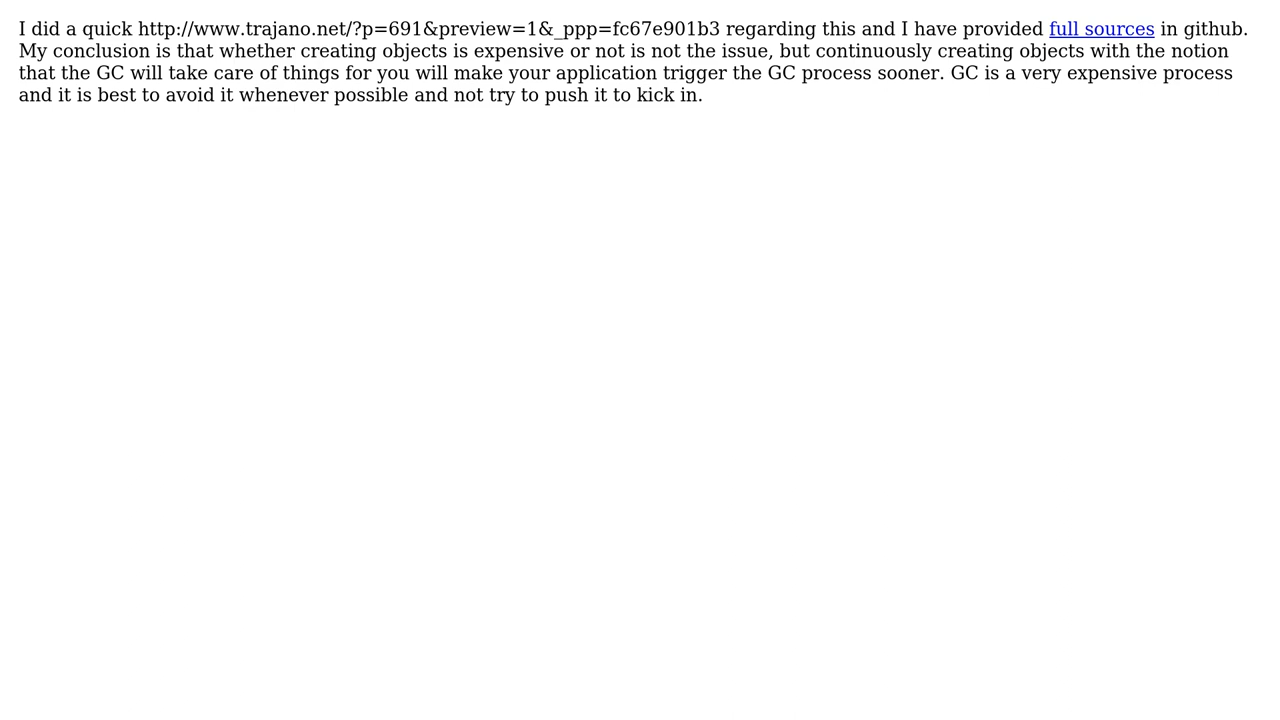 I did a quick http://www.trajano.net/?p=691&preview=1&_ppp=fc67e901b3 regarding this and I have provided full sources in github.
My conclusion is that whether creating objects is expensive or not is not the issue, but continuously creating objects with the notion
that the GC will take care of things for you will make your application trigger the GC process sooner. GC is a very expensive process
and it is best to avoid it whenever possible and not try to push it to kick in.